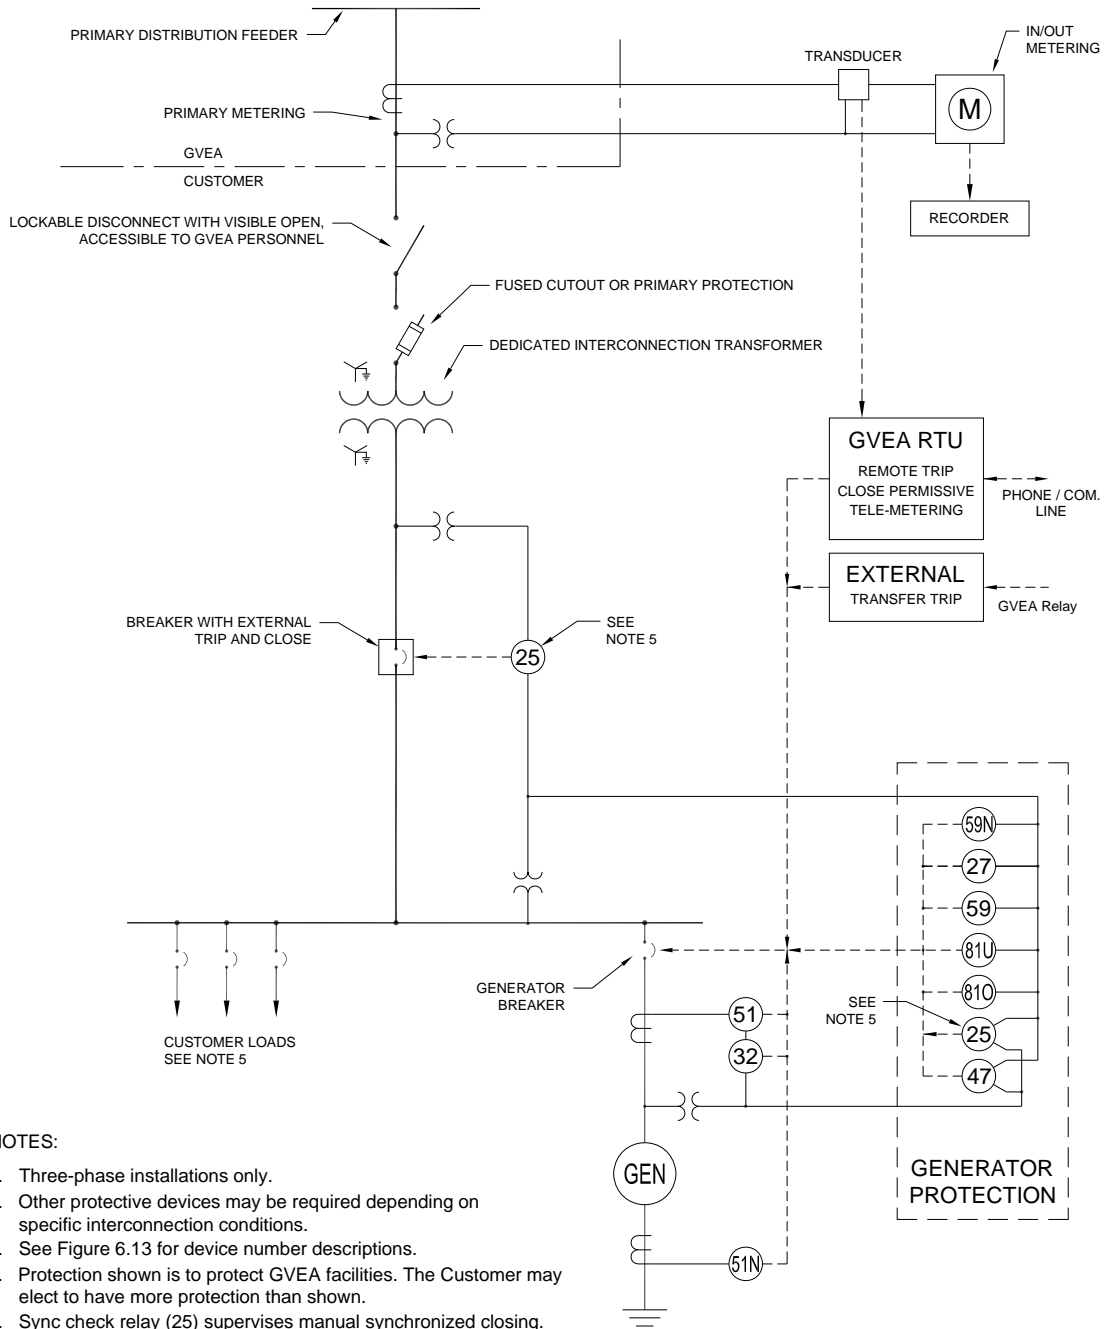 PRIMARY DISTRIBUTION FEEDER
IN/OUT
METERING
TRANSDUCER
M
PRIMARY METERING
GVEA
CUSTOMER
RECORDER
LOCKABLE DISCONNECT WITH VISIBLE OPEN,
ACCESSIBLE TO GVEA PERSONNEL
FUSED CUTOUT OR PRIMARY PROTECTION
DEDICATED INTERCONNECTION TRANSFORMER
GVEA RTU
REMOTE TRIP
CLOSE PERMISSIVE
TELE-METERING
PHONE / COM.
LINE
EXTERNAL
TRANSFER TRIP
GVEA Relay
BREAKER WITH EXTERNAL
TRIP AND CLOSE
25
SEE
NOTE 5
59N
27
59
81U
81O
SEE
NOTE 5
25
47
GENERATOR
PROTECTION
GENERATOR
BREAKER
51
32
CUSTOMER LOADS
SEE NOTE 5
GEN
51N
NOTES:
. Three-phase installations only.
. Other protective devices may be required depending on
specific interconnection conditions.
. See Figure 6.13 for device number descriptions.
. Protection shown is to protect GVEA facilities. The Customer may
elect to have more protection than shown.
. Sync check relay (25) supervises manual synchronized closing.